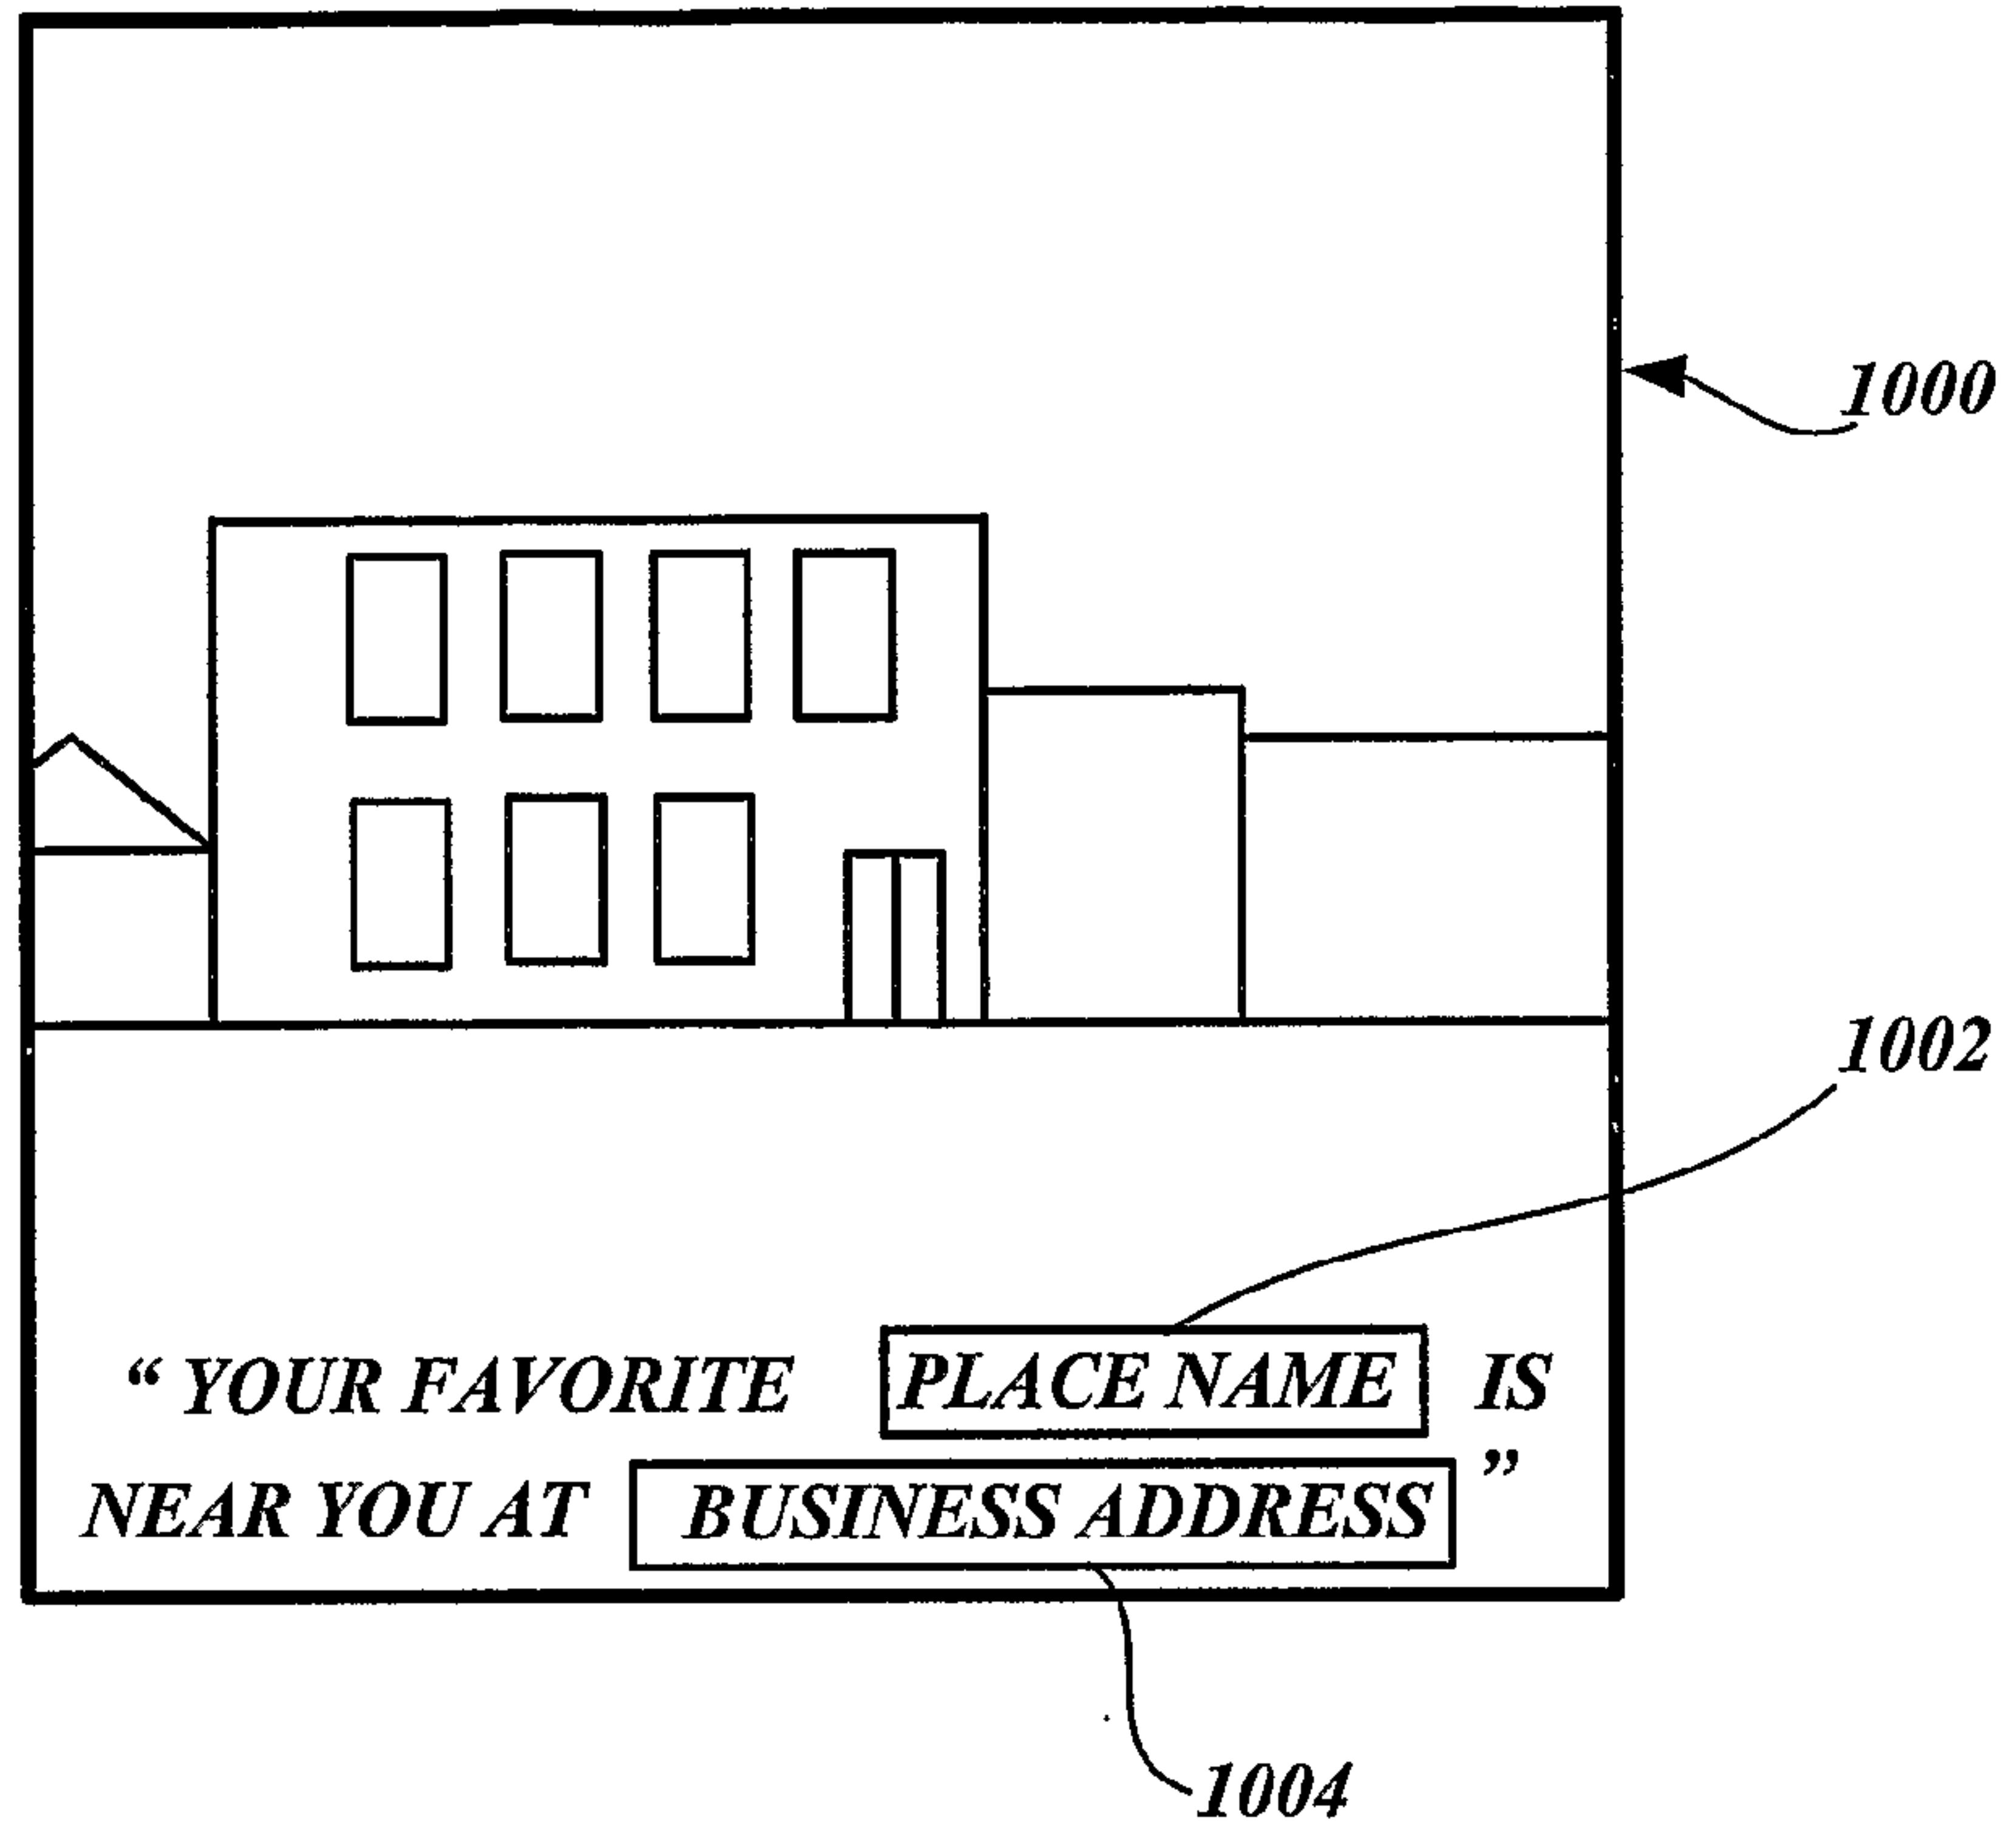 1000
1002
“ YOUR FAVORITE PLACE NAME IS
NEAR YOU AT BUSINESS ADDRESS ”
1004